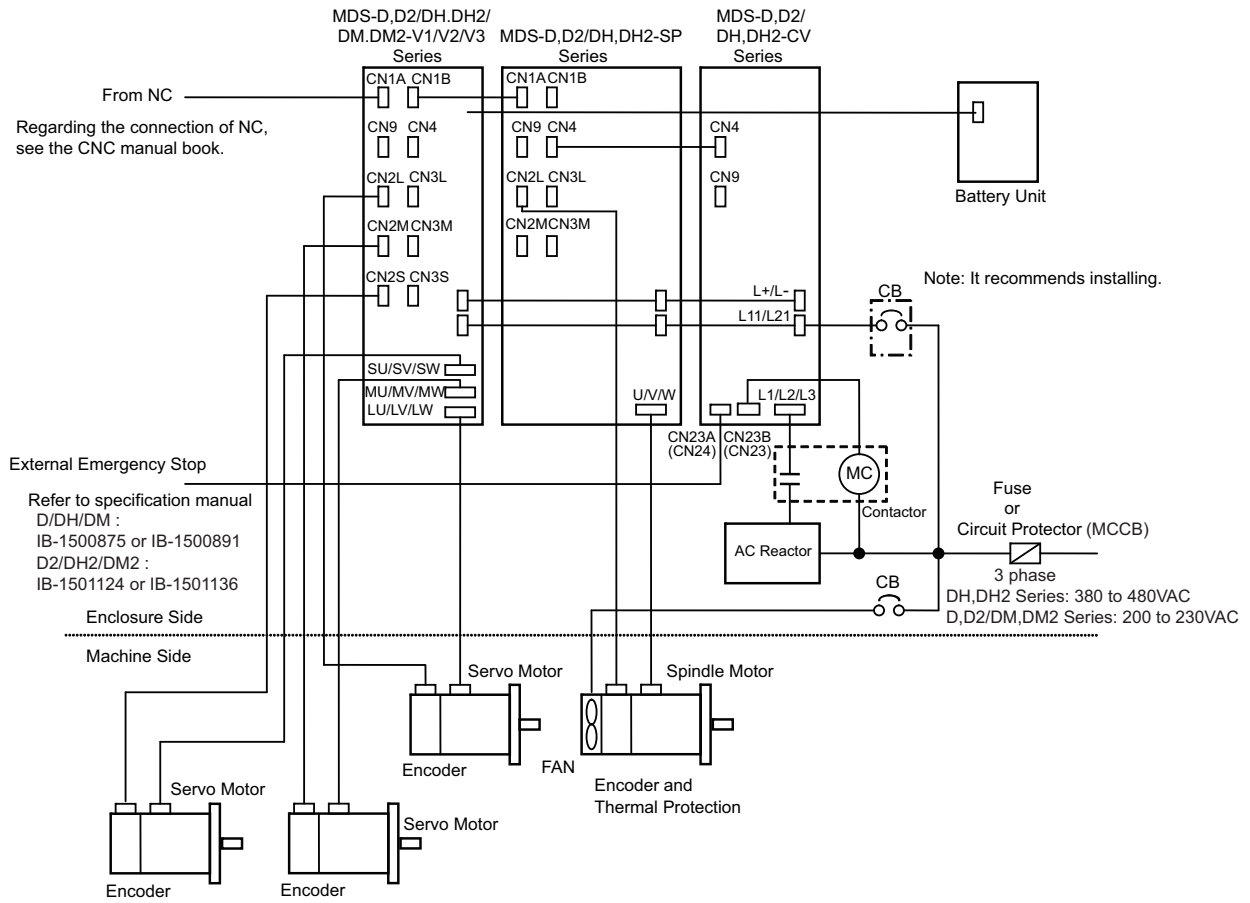 MDS-D,D2/DH.DH2/
DM.DM2-V1/V2/V3
Series
MDS-D,D2/DH,DH2-SP
Series
MDS-D,D2/
DH,DH2-CV
Series
CN1A CN1B
CN1A CN1B
From NC
Regarding the connection of NC,
see the CNC manual book.
CN9 CN4
CN9 CN4
CN4
CN2L CN3L
CN2L CN3L
CN9
Battery Unit
CN2M CN3M
CN2M CN3M
CN2S CN3S
Note: It recommends installing.
L+/L-
CB
L11/L21
SU/SV/SW
MU/MV/MW
LU/LV/LW
U/V/W
L1/L2/L3
CN23A
(CN24)
CN23B
(CN23)
External Emergency Stop
MC
Contactor
Refer to specification manual
D/DH/DM :
IB-1500875 or IB-1500891
D2/DH2/DM2 :
IB-1501124 or IB-1501136
Fuse
or
Circuit Protector (MCCB)
AC Reactor
3 phase
DH,DH2 Series: 380 to 480VAC
D,D2/DM,DM2 Series: 200 to 230VAC
CB
Enclosure Side
Machine Side
Servo Motor
Spindle Motor
Encoder
FAN
Encoder and
Thermal Protection
Servo Motor
Servo Motor
Encoder
Encoder